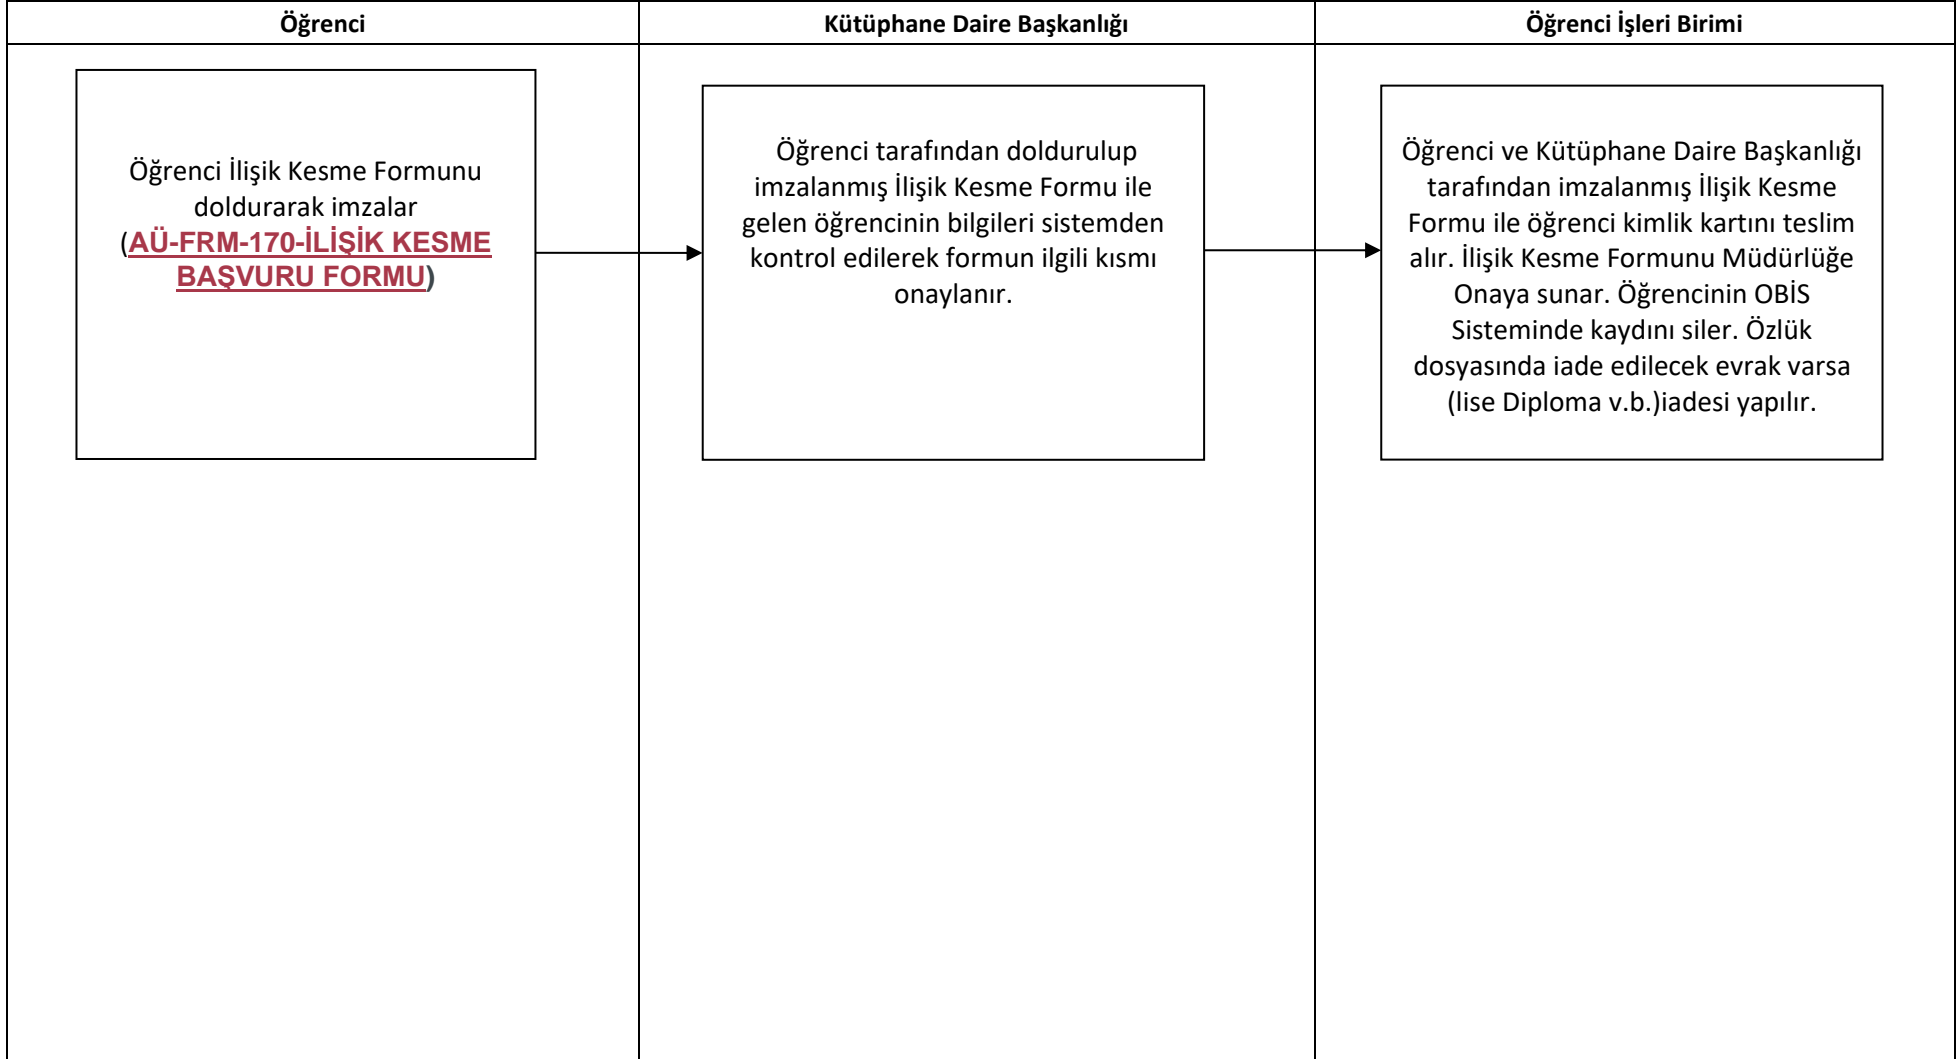 Öğrenci
Kütüphane Daire Başkanlığı
Öğrenci İşleri Birimi
Öğrenci İlişik Kesme Formunu
doldurarak imzalar
(AÜ-FRM-170-İLİŞİK KESME
BAŞVURU FORMU)
Öğrenci tarafından doldurulup
imzalanmış İlişik Kesme Formu ile
gelen öğrencinin bilgileri sistemden
kontrol edilerek formun ilgili kısmı
onaylanır.
Öğrenci ve Kütüphane Daire Başkanlığı
tarafından imzalanmış İlişik Kesme
Formu ile öğrenci kimlik kartını teslim
alır. İlişik Kesme Formunu Müdürlüğe
Onaya sunar. Öğrencinin OBİS
Sisteminde kaydını siler. Özlük
dosyasında iade edilecek evrak varsa
(lise Diploma v.b.)iadesi yapılır.